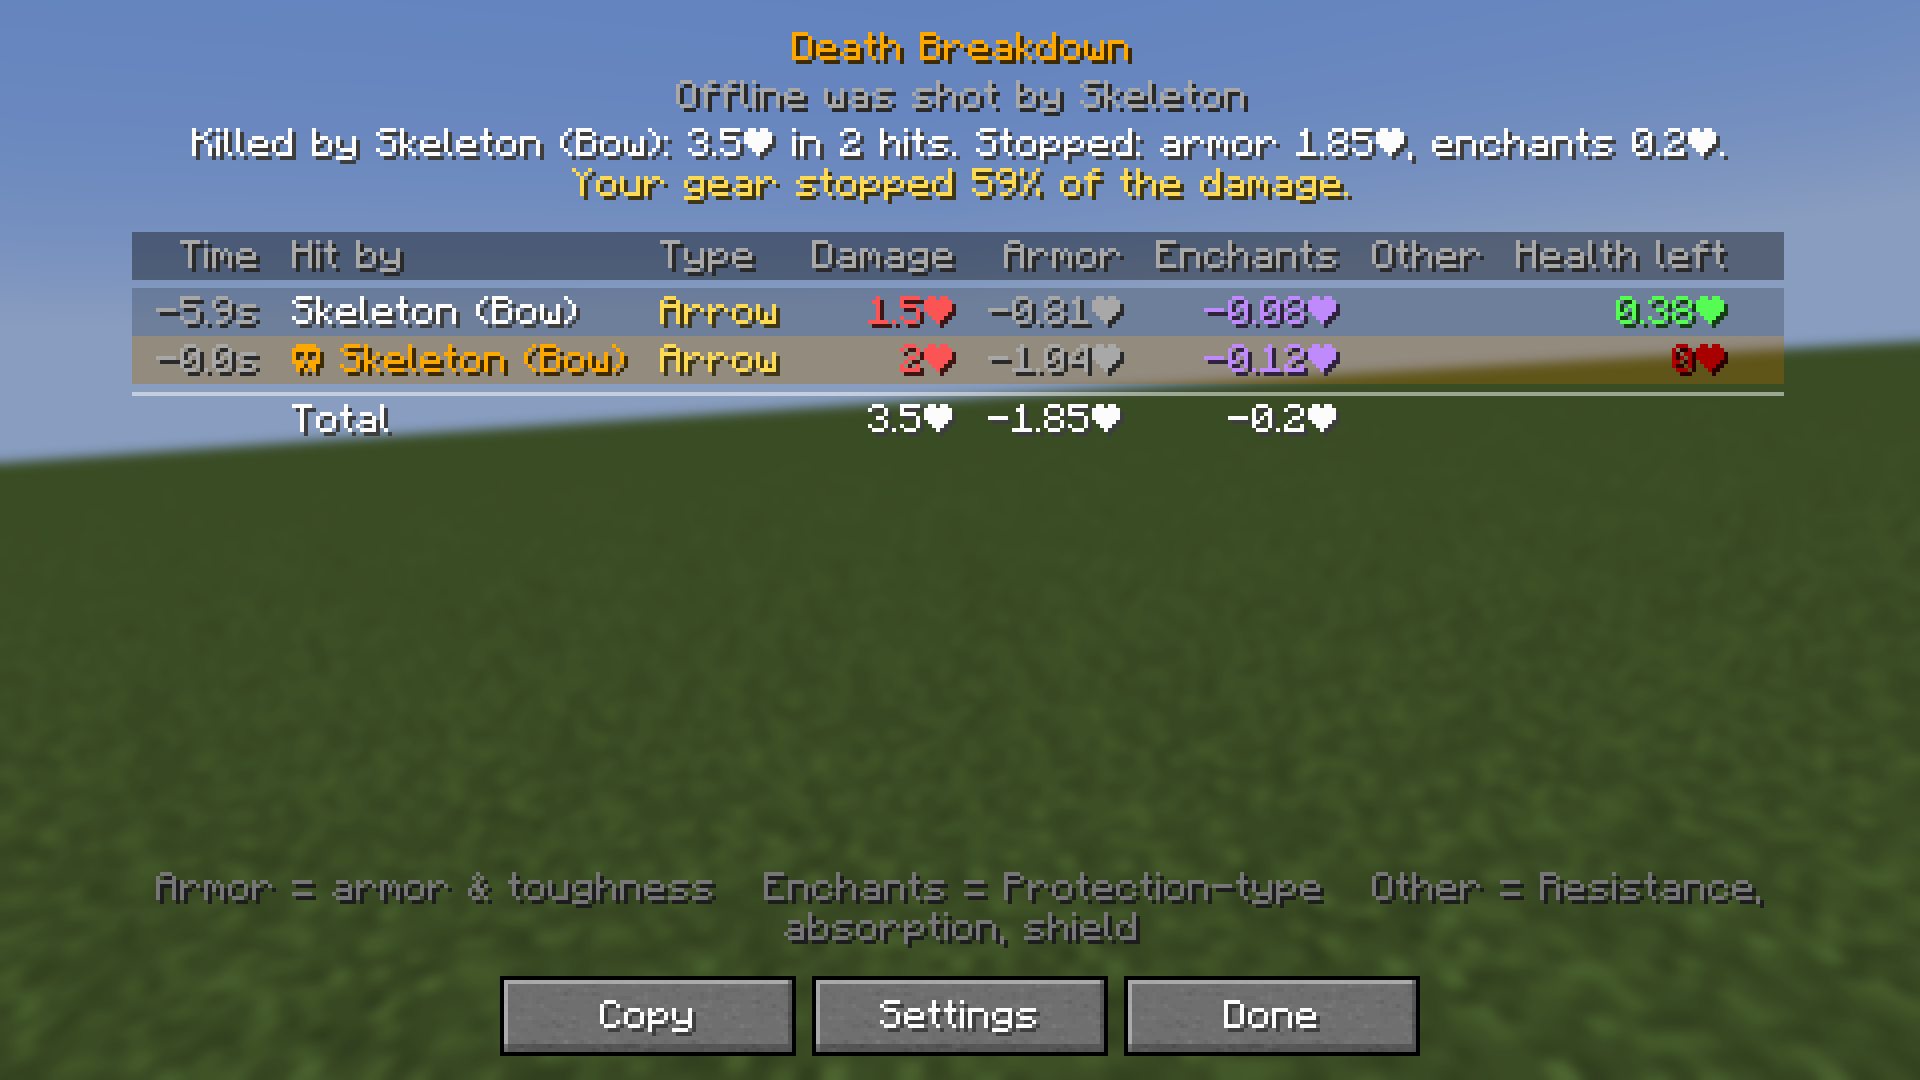 Death Breakdown
Offline was shot by Skeleton
Killed by Skeleton (Bow): 3.5♥ in 2 hits. Stopped: armor 1.85♥, enchants 0.2♥.
Your gear stopped 59% of the damage.
Time Hit by Type Damage Armor Enchants Other Health left
-5.9s Skeleton (Bow) Arrow 1.5♥ -0.81♥ -0.08♥ 0.38♥
-0.0s ☠ Skeleton (Bow) Arrow 2♥ -1.04♥ -0.12♥ 0♥
Total 3.5♥ -1.85♥ -0.2♥
Armor = armor & toughness Enchants = Protection-type Other = Resistance,
absorption, shield
Copy Settings Done